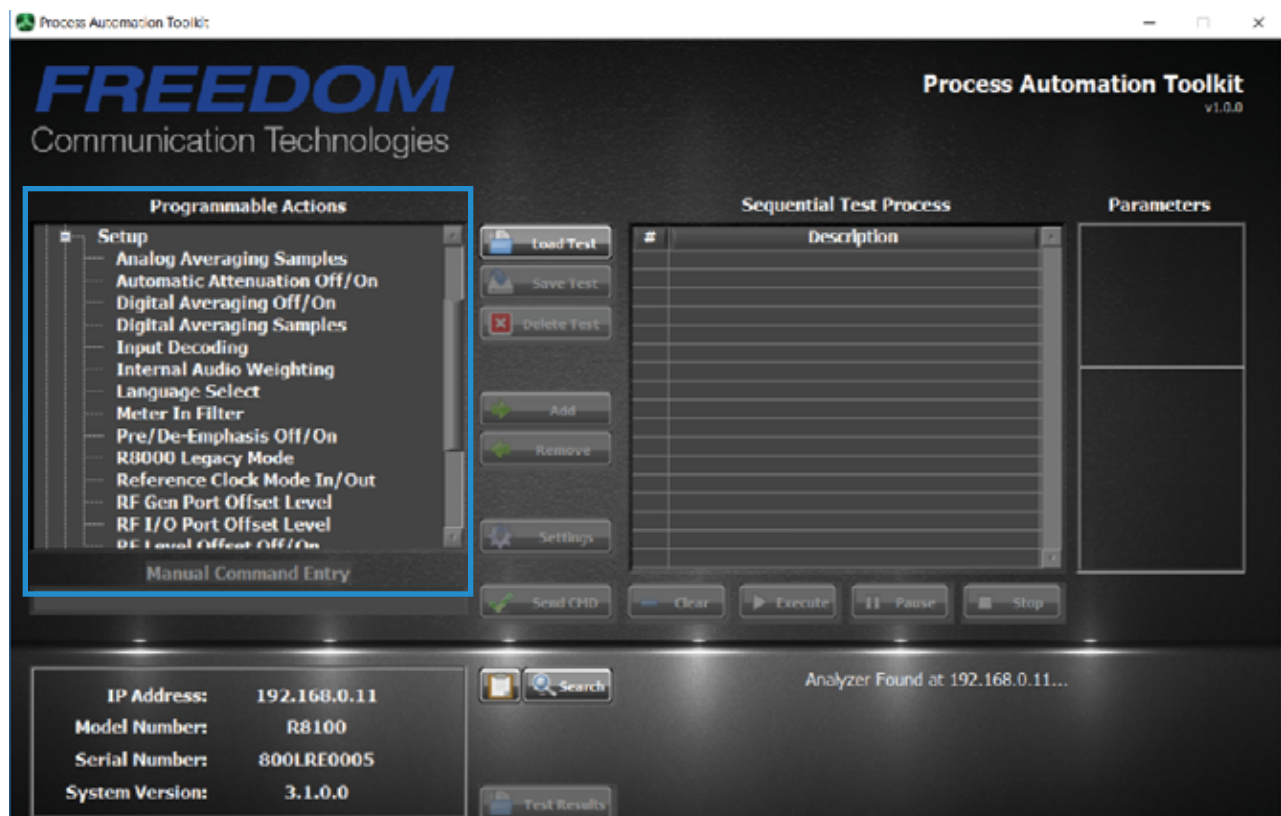 Process Automation Toolkit
FREEDOM
Communication Technologies
Process Automation Toolkit
v1.0.0
Programmable Actions
Setup
Analog Averaging Samples
Automatic Attenuation Off/On
Digital Averaging Off/On
Digital Averaging Samples
Input Decoding
Internal Audio Weighting
Language Select
Meter In Filter
Pre/De-Emphasis Off/On
R8000 Legacy Mode
Reference Clock Mode In/Out
RF Gen Port Offset Level
RF I/O Port Offset Level
RF Level Offset Off/On
Manual Command Entry
Load Test
Save Test
Delete Test
Add
Remove
Settings
Send CMD
Sequential Test Process
# Description
Clear
Execute
Pause
Stop
Parameters
IP Address: 192.168.0.11
Model Number: R8100
Serial Number: 800LRE0005
System Version: 3.1.0.0
Search
Test Results
Analyzer Found at 192.168.0.11...